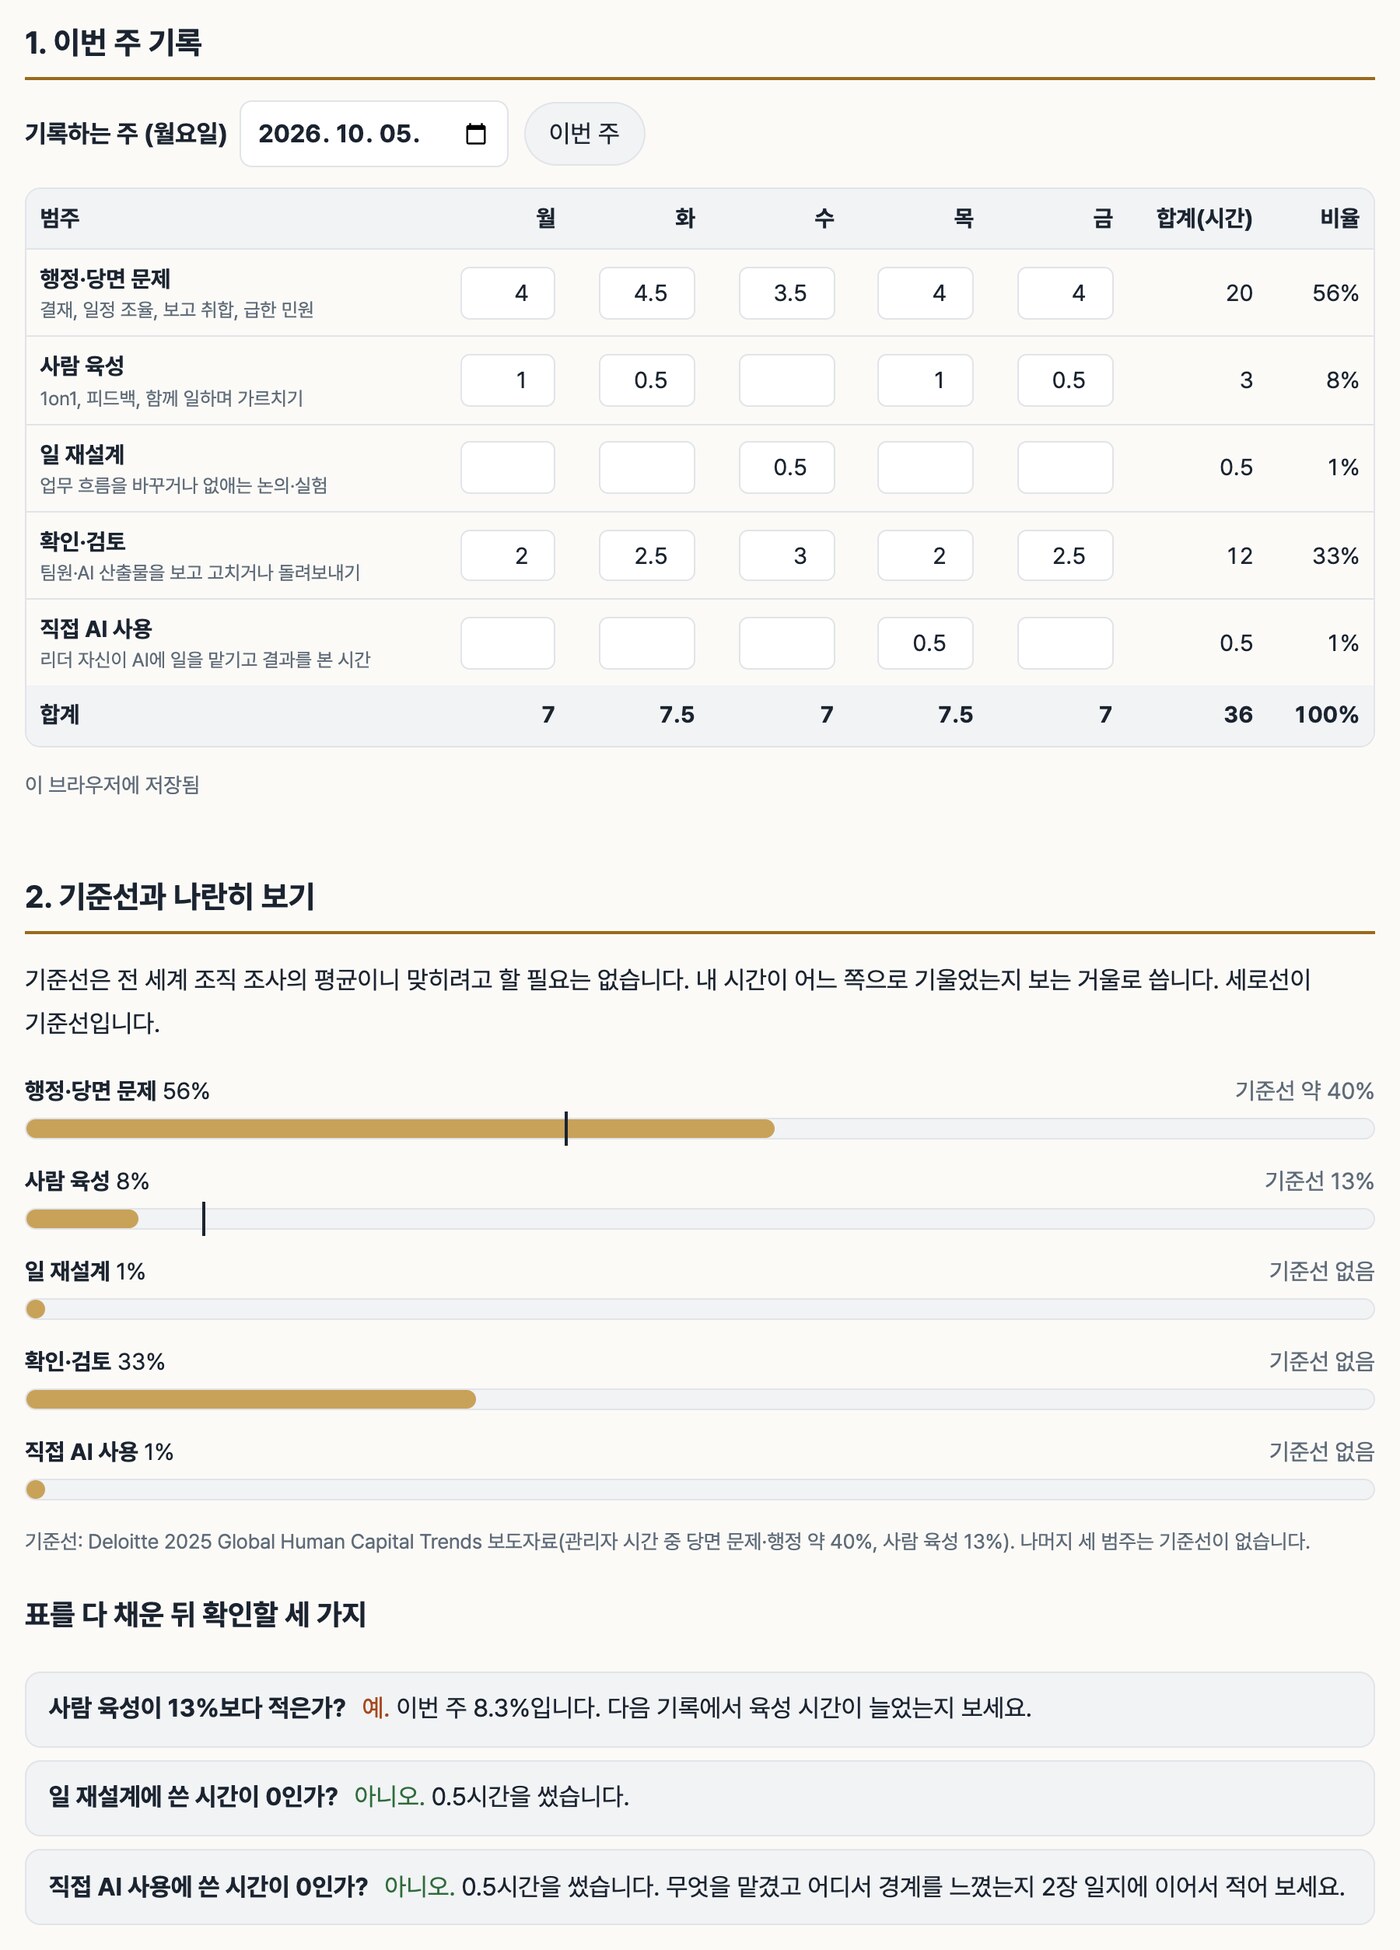 1. 이번 주 기록
기록하는 주 (월요일) 2026. 10. 05. 이번 주
범주 월 화 수 목 금 합계(시간) 비율
행정·당면 문제 4 4.5 3.5 4 4 20 56%
결재, 일정 조율, 보고 취합, 급한 민원
사람 육성 1 0.5 1 0.5 3 8%
1on1, 피드백, 함께 일하며 가르치기
일 재설계 0.5 0.5 1%
업무 흐름을 바꾸거나 없애는 논의·실험
확인·검토 2 2.5 3 2 2.5 12 33%
팀원·AI 산출물을 보고 고치거나 돌려보내기
직접 AI 사용 0.5 0.5 1%
리더 자신이 AI에 일을 맡기고 결과를 본 시간
합계 7 7.5 7 7.5 7 36 100%
이 브라우저에 저장됨
2. 기준선과 나란히 보기
기준선은 전 세계 조직 조사의 평균이니 맞히려고 할 필요는 없습니다. 내 시간이 어느 쪽으로 기울었는지 보는 거울로 씁니다. 세로선이
기준선입니다.
행정·당면 문제 56% 기준선 약 40%
사람 육성 8% 기준선 13%
일 재설계 1% 기준선 없음
확인·검토 33% 기준선 없음
직접 AI 사용 1% 기준선 없음
기준선: Deloitte 2025 Global Human Capital Trends 보도자료(관리자 시간 중 당면 문제·행정 약 40%, 사람 육성 13%). 나머지 세 범주는 기준선이 없습니다.
표를 다 채운 뒤 확인할 세 가지
사람 육성이 13%보다 적은가? 예. 이번 주 8.3%입니다. 다음 기록에서 육성 시간이 늘었는지 보세요.
일 재설계에 쓴 시간이 0인가? 아니오. 0.5시간을 썼습니다.
직접 AI 사용에 쓴 시간이 0인가? 아니오. 0.5시간을 썼습니다. 무엇을 맡겼고 어디서 경계를 느꼈는지 2장 일지에 이어서 적어 보세요.